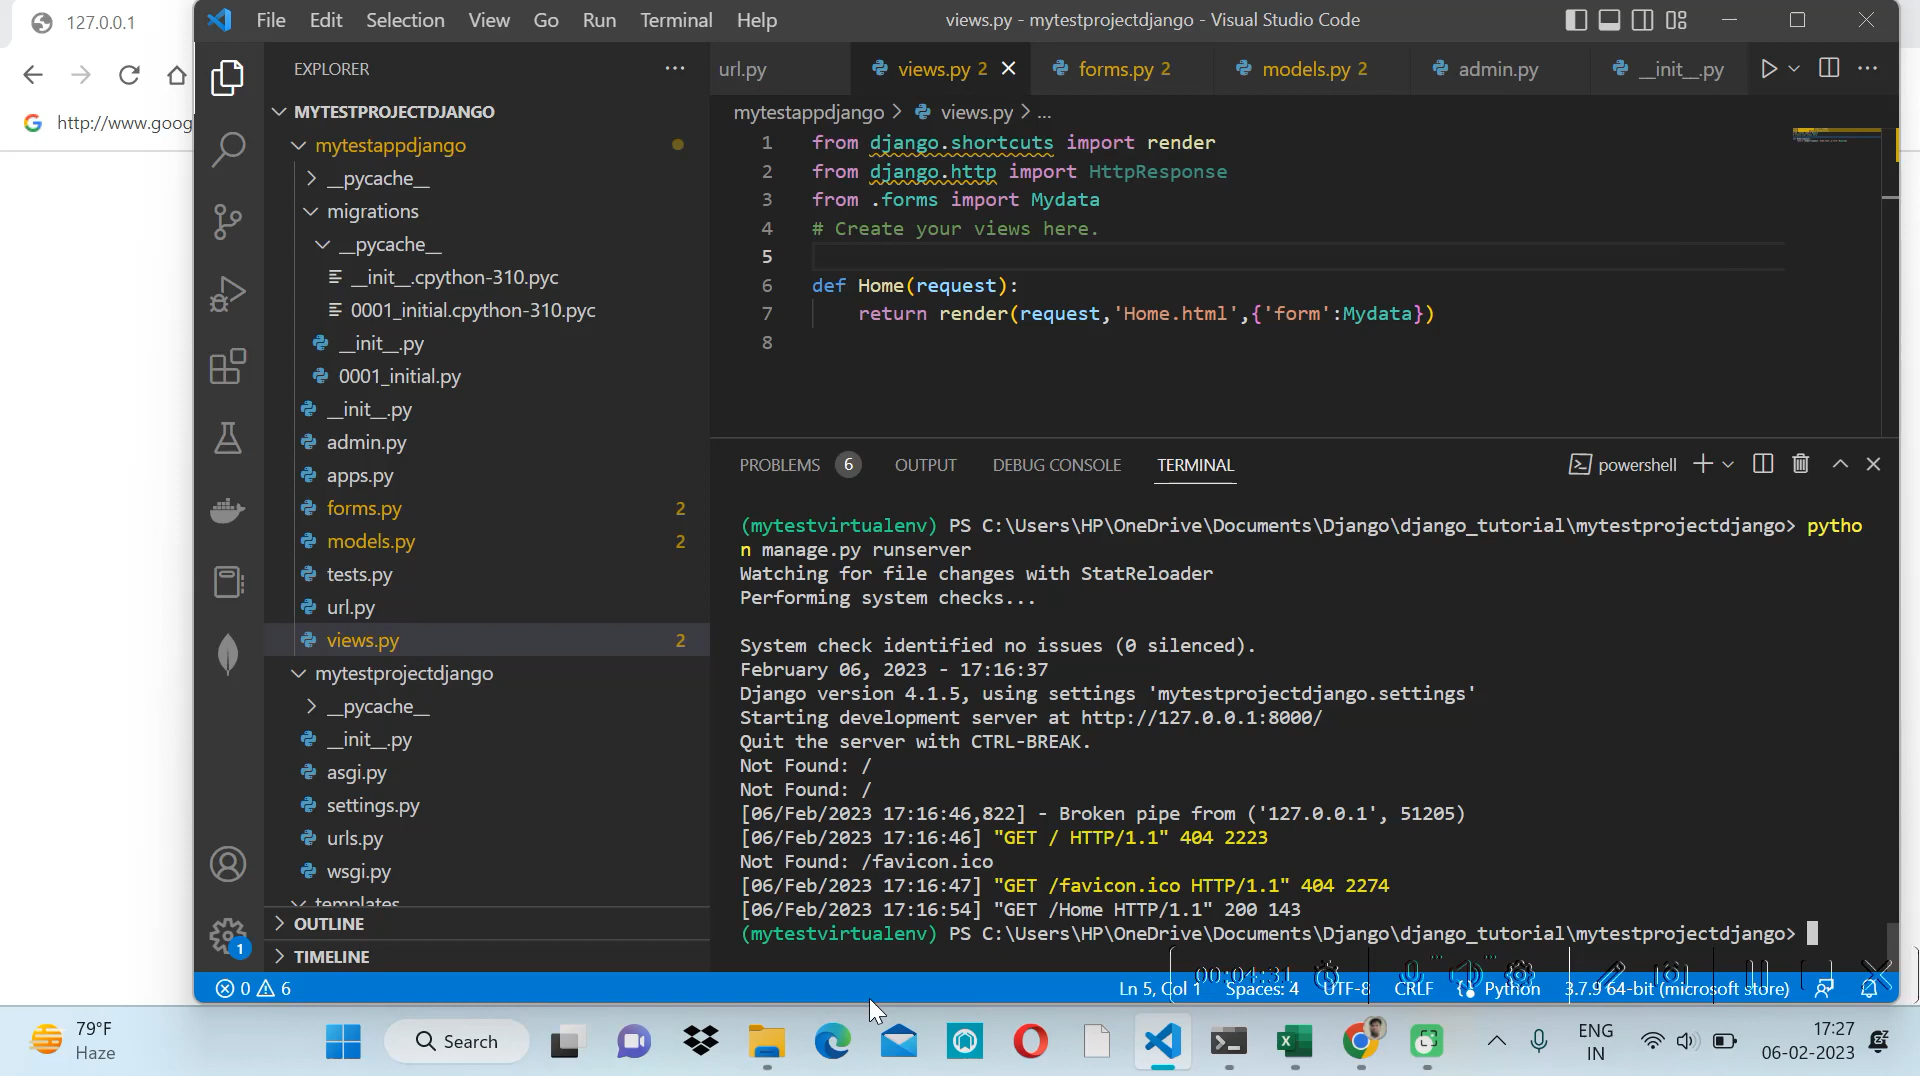 127.0.0.1
http://www.goog
File Edit Selection View Go Run Terminal Help
views.py - mytestprojectdjango - Visual Studio Code
EXPLORER
MYTESTPROJECTDJANGO
mytestappdjango
__pycache__
migrations
__pycache__
__init__.cpython-310.pyc
0001_initial.cpython-310.pyc
__init__.py
0001_initial.py
__init__.py
admin.py
apps.py
forms.py 2
models.py 2
tests.py
url.py
views.py 2
mytestprojectdjango
__pycache__
__init__.py
asgi.py
settings.py
urls.py
wsgi.py
templates
OUTLINE
TIMELINE
url.py views.py 2 forms.py 2 models.py 2 admin.py __init__.py
mytestappdjango > views.py > ...
1 from django.shortcuts import render
2 from django.http import HttpResponse
3 from .forms import Mydata
4 # Create your views here.
5
6 def Home(request):
7 return render(request,'Home.html',{'form':Mydata})
8
PROBLEMS 6 OUTPUT DEBUG CONSOLE TERMINAL powershell
(mytestvirtualenv) PS C:\Users\HP\OneDrive\Documents\Django\django_tutorial\mytestprojectdjango> pytho
n manage.py runserver
Watching for file changes with StatReloader
Performing system checks...
System check identified no issues (0 silenced).
February 06, 2023 - 17:16:37
Django version 4.1.5, using settings 'mytestprojectdjango.settings'
Starting development server at http://127.0.0.1:8000/
Quit the server with CTRL-BREAK.
Not Found: /
Not Found: /
[06/Feb/2023 17:16:46,822] - Broken pipe from ('127.0.0.1', 51205)
[06/Feb/2023 17:16:46] "GET / HTTP/1.1" 404 2223
Not Found: /favicon.ico
[06/Feb/2023 17:16:47] "GET /favicon.ico HTTP/1.1" 404 2274
[06/Feb/2023 17:16:54] "GET /Home HTTP/1.1" 200 143
(mytestvirtualenv) PS C:\Users\HP\OneDrive\Documents\Django\django_tutorial\mytestprojectdjango>
00:04:31
1
0 6 Ln 5, Col 1 Spaces: 4 UTF-8 CRLF Python 3.7.9 64-bit (microsoft store)
79°F
Haze
Search
ENG
IN
17:27
06-02-2023